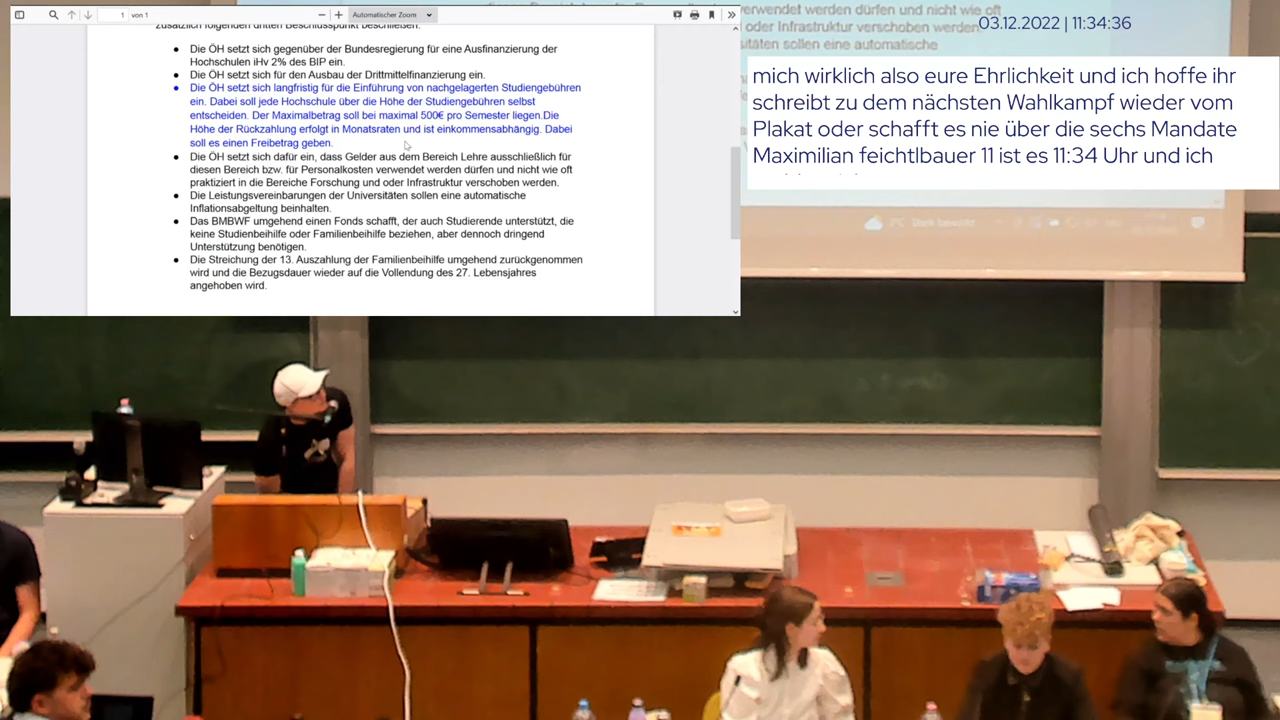 1 von 1
Automatischer Zoom
zusätzlich folgenden dritten Beschlusspunkt beschließen:
● Die ÖH setzt sich gegenüber der Bundesregierung für eine Ausfinanzierung der
Hochschulen iHv 2% des BIP ein.
● Die ÖH setzt sich für den Ausbau der Drittmittelfinanzierung ein.
● Die ÖH setzt sich langfristig für die Einführung von nachgelagerten Studiengebühren
ein. Dabei soll jede Hochschule über die Höhe der Studiengebühren selbst
entscheiden. Der Maximalbetrag soll bei maximal 500€ pro Semester liegen.Die
Höhe der Rückzahlung erfolgt in Monatsraten und ist einkommensabhängig. Dabei
soll es einen Freibetrag geben.
● Die ÖH setzt sich dafür ein, dass Gelder aus dem Bereich Lehre ausschließlich für
diesen Bereich bzw. für Personalkosten verwendet werden dürfen und nicht wie oft
praktiziert in die Bereiche Forschung und oder Infrastruktur verschoben werden.
● Die Leistungsvereinbarungen der Universitäten sollen eine automatische
Inflationsabgeltung beinhalten.
● Das BMBWF umgehend einen Fonds schafft, der auch Studierende unterstützt, die
keine Studienbeihilfe oder Familienbeihilfe beziehen, aber dennoch dringend
Unterstützung benötigen.
● Die Streichung der 13. Auszahlung der Familienbeihilfe umgehend zurückgenommen
wird und die Bezugsdauer wieder auf die Vollendung des 27. Lebensjahres
angehoben wird.
verwendet werden dürfen und nicht wie oft
oder Infrastruktur verschoben werden.
sitäten sollen eine automatische
03.12.2022 | 11:34:36
mich wirklich also eure Ehrlichkeit und ich hoffe ihr
schreibt zu dem nächsten Wahlkampf wieder vom
Plakat oder schafft es nie über die sechs Mandate
Maximilian feichtlbauer 11 ist es 11:34 Uhr und ich